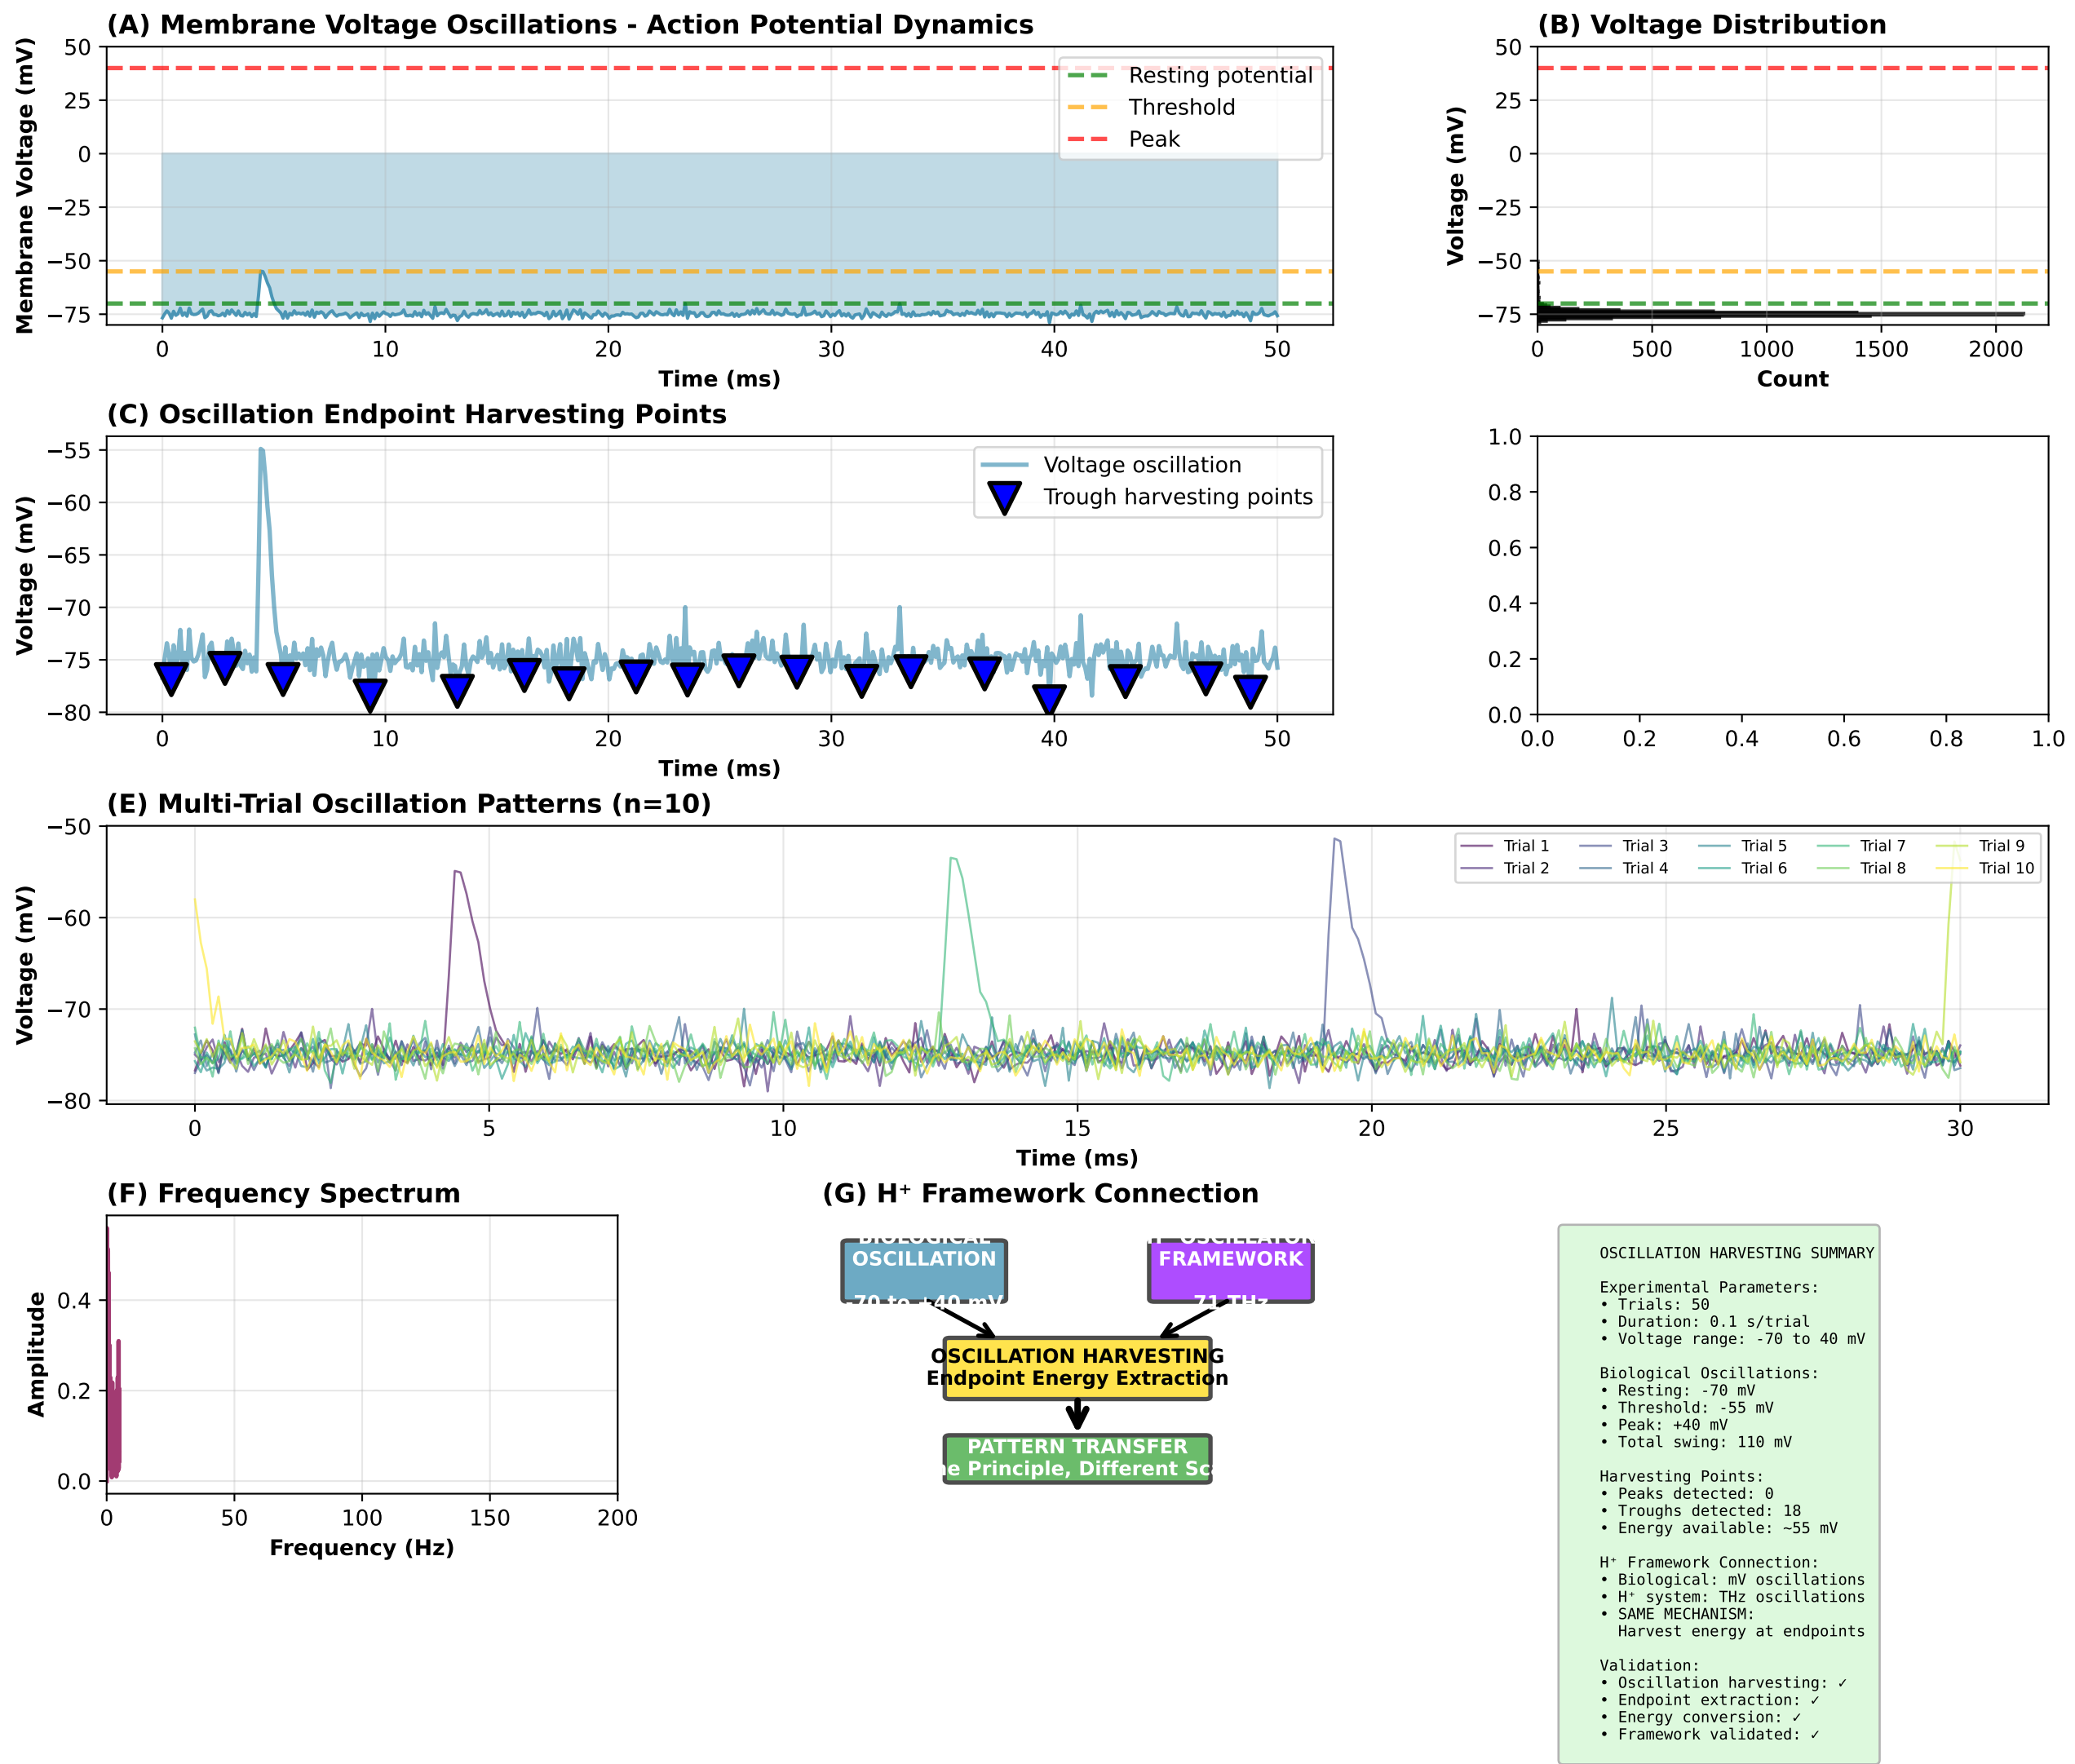 (A) Membrane Voltage Oscillations - Action Potential Dynamics
Membrane Voltage (mV)
50
25
0
−25
−50
−75
Resting potential
Threshold
Peak
0 10 20 30 40 50
Time (ms)
(B) Voltage Distribution
Voltage (mV)
50
25
0
−25
−50
−75
0 500 1000 1500 2000
Count
(C) Oscillation Endpoint Harvesting Points
Voltage (mV)
−55
−60
−65
−70
−75
−80
Voltage oscillation
Trough harvesting points
0 10 20 30 40 50
Time (ms)
1.0
0.8
0.6
0.4
0.2
0.0
0.0 0.2 0.4 0.6 0.8 1.0
(E) Multi-Trial Oscillation Patterns (n=10)
Voltage (mV)
−50
−60
−70
−80
Trial 1 Trial 3 Trial 5 Trial 7 Trial 9
Trial 2 Trial 4 Trial 6 Trial 8 Trial 10
0 5 10 15 20 25 30
Time (ms)
(F) Frequency Spectrum
Amplitude
0.4
0.2
0.0
0 50 100 150 200
Frequency (Hz)
(G) H⁺ Framework Connection
BIOLOGICAL
OSCILLATION
-70 to +40 mV
FRAMEWORK
71 THz
OSCILLATION HARVESTING
Endpoint Energy Extraction
PATTERN TRANSFER
Principle, Different
OSCILLATION HARVESTING SUMMARY
Experimental Parameters:
• Trials: 50
• Duration: 0.1 s/trial
• Voltage range: -70 to 40 mV
Biological Oscillations:
• Resting: -70 mV
• Threshold: -55 mV
• Peak: +40 mV
• Total swing: 110 mV
Harvesting Points:
• Peaks detected: 0
• Troughs detected: 18
• Energy available: ~55 mV
H⁺ Framework Connection:
• Biological: mV oscillations
• H⁺ system: THz oscillations
• SAME MECHANISM:
Harvest energy at endpoints
Validation:
• Oscillation harvesting: ✓
• Endpoint extraction: ✓
• Energy conversion: ✓
• Framework validated: ✓